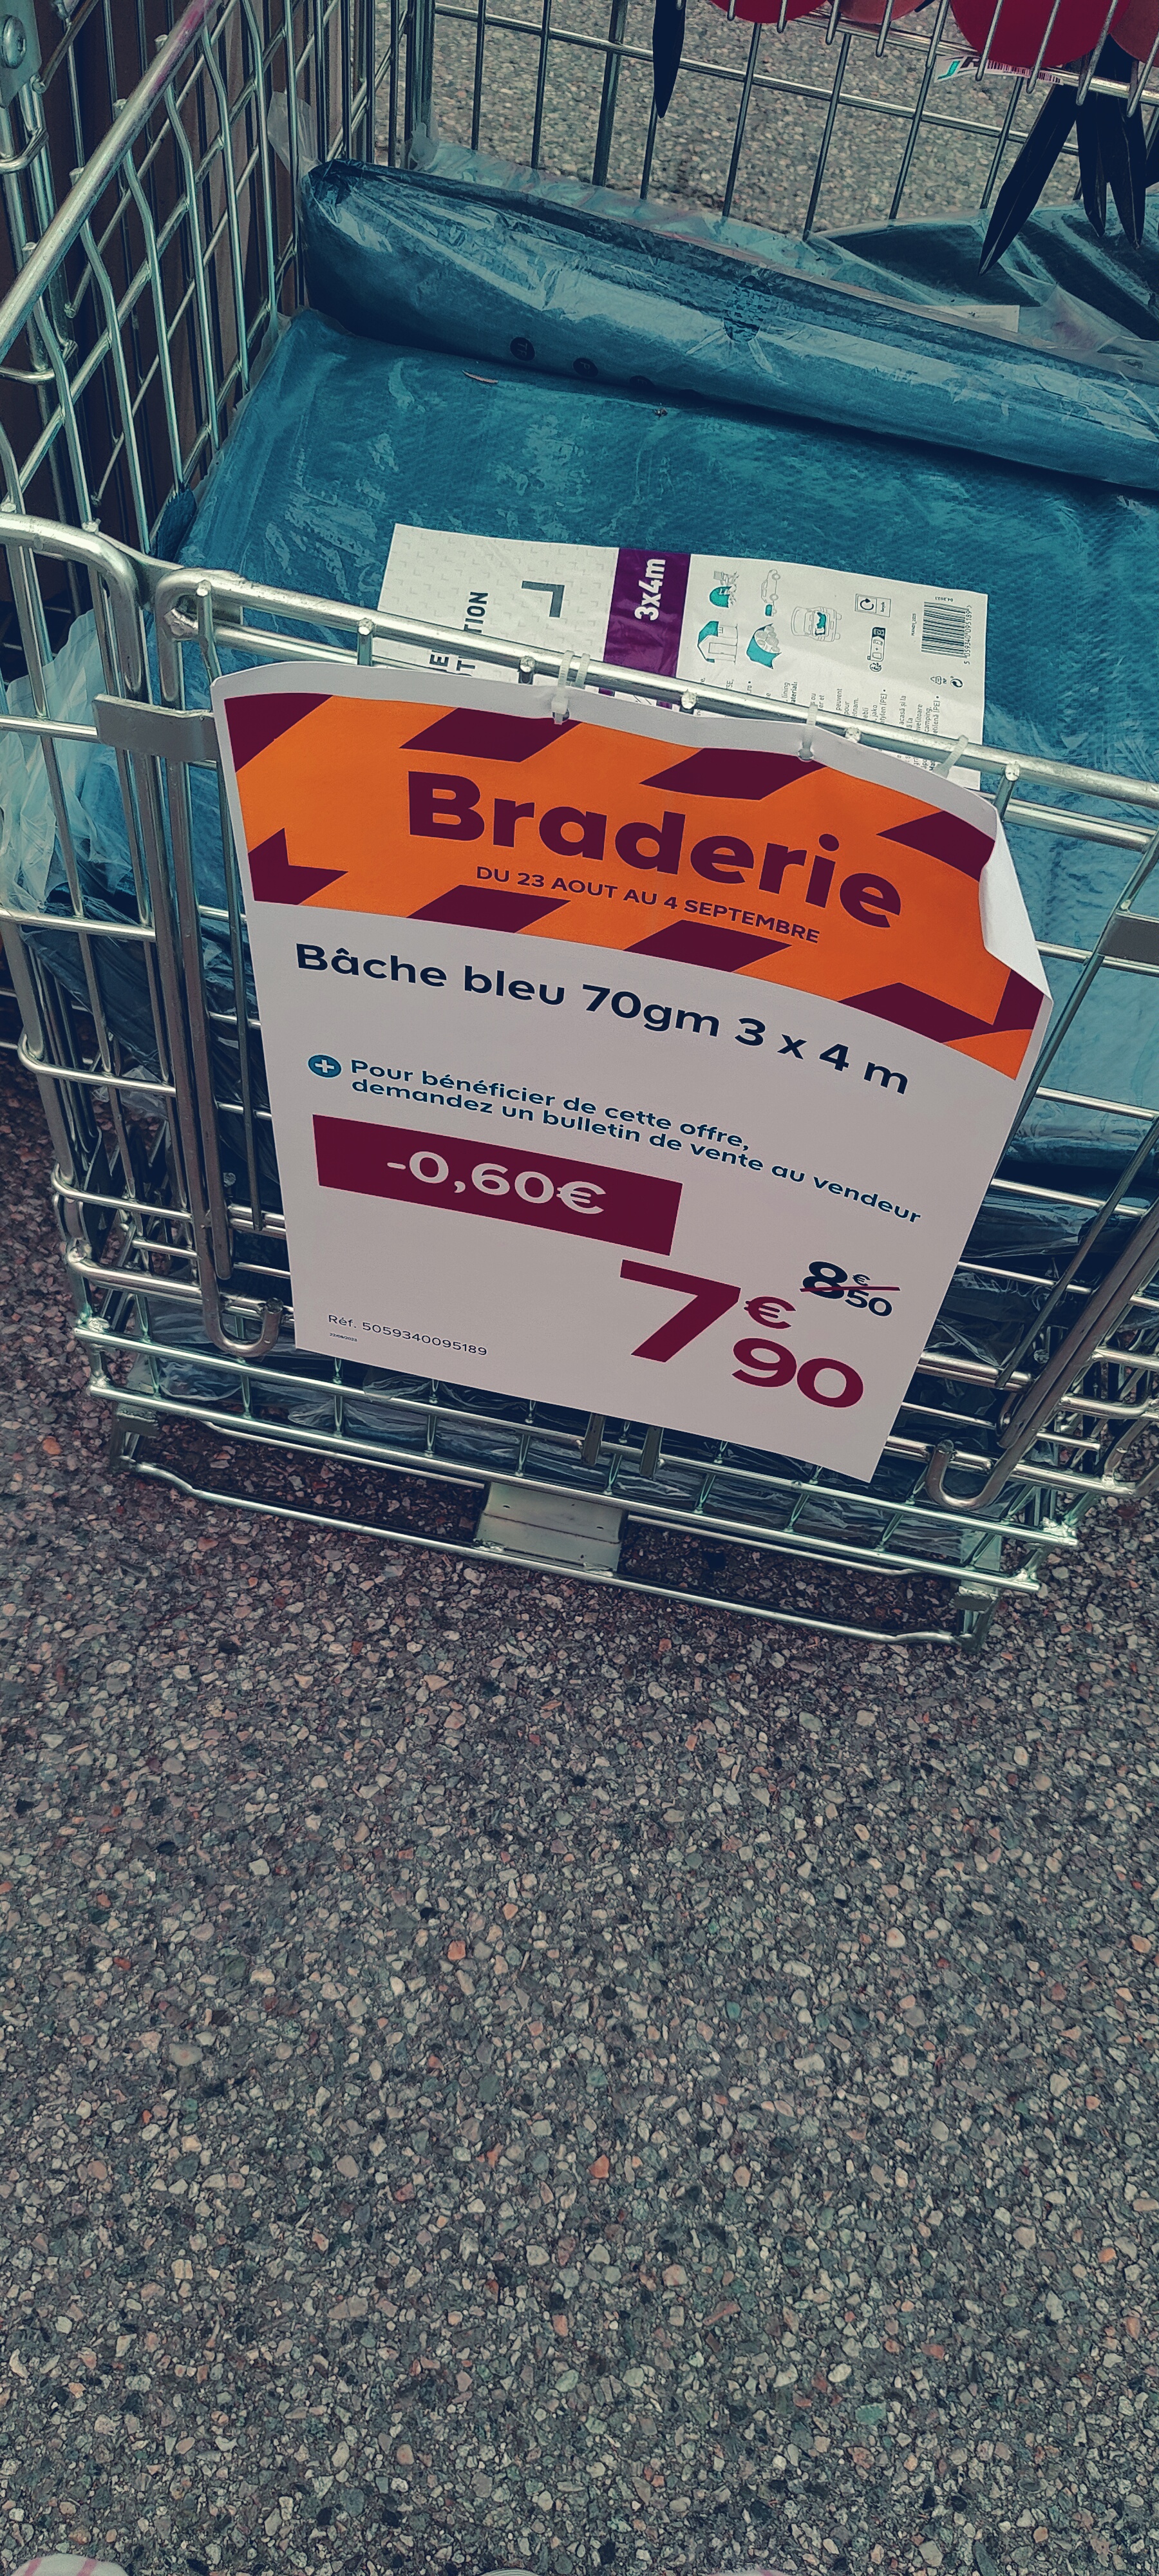 3x4m
TION
E
Braderie
DU 23 AOUT AU 4 SEPTEMBRE
Bâche bleu 70gm 3 x 4 m
Pour bénéficier de cette offre,
demandez un bulletin de vente au vendeur
-0,60€
8€50
7€90
Réf. 5059340095189